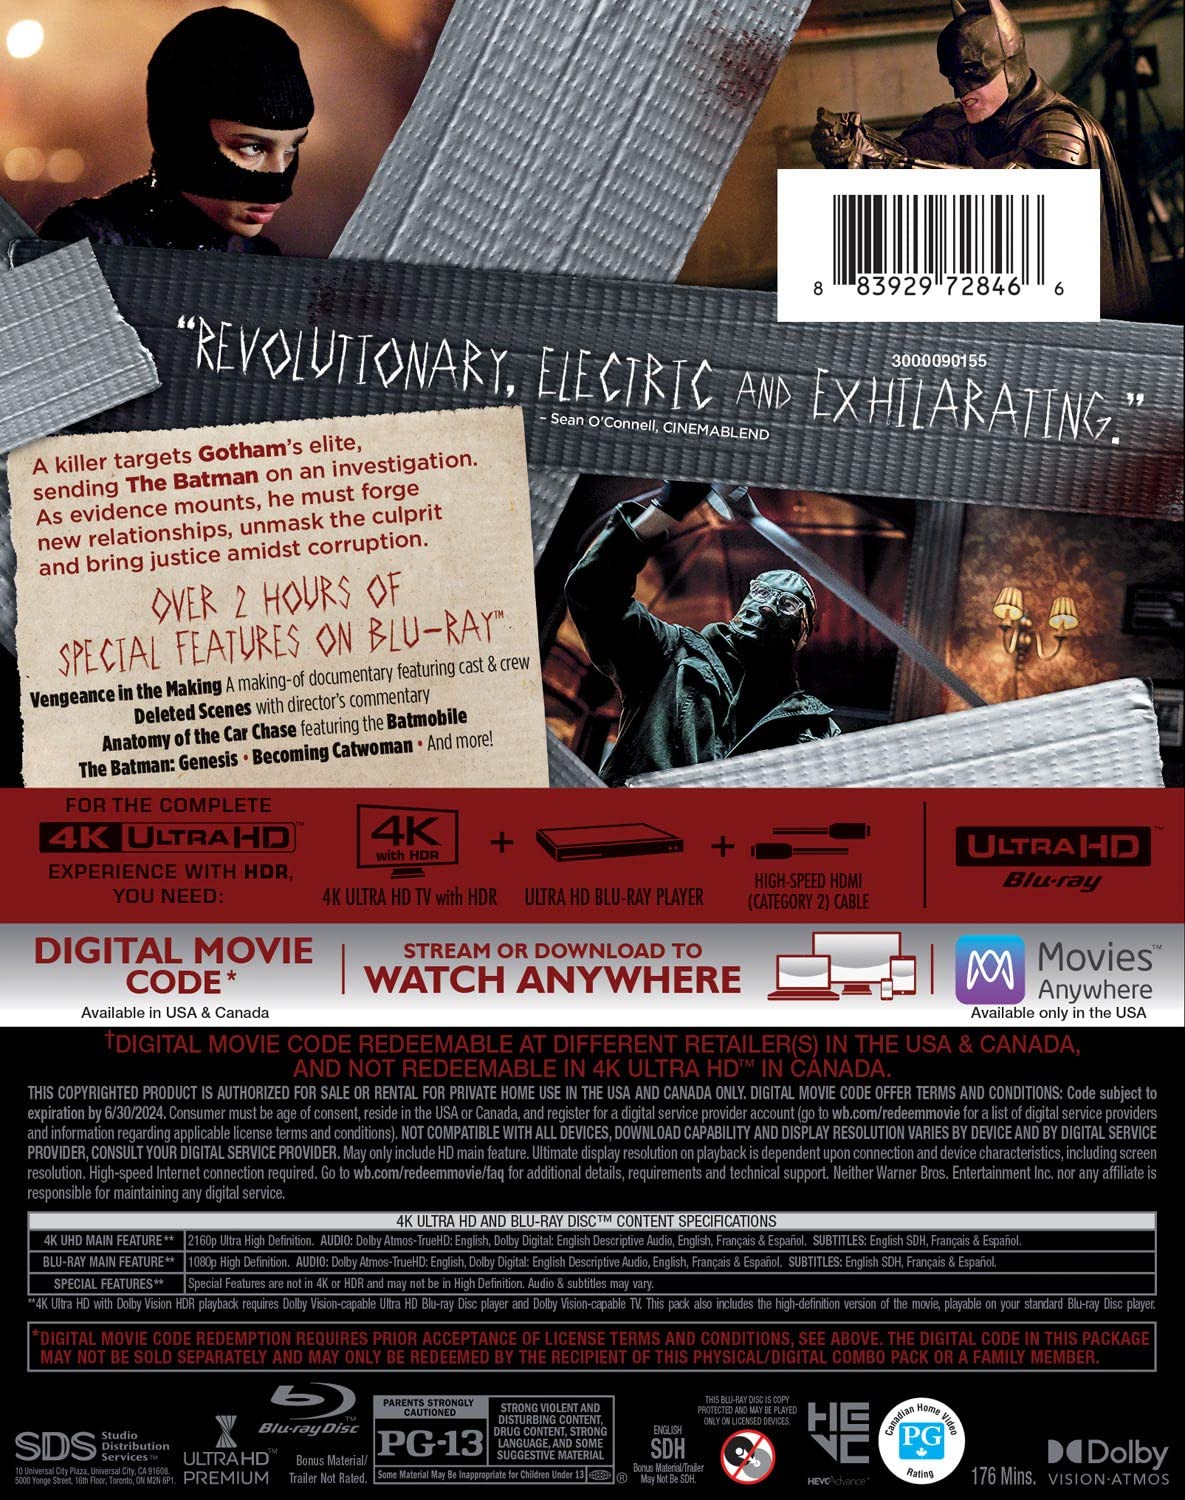 8 83929 72846 6
3000090155
“REVOLUTIONARY, ELECTRIC AND EXHILARATING.”
– Sean O’Connell, CINEMABLEND
A killer targets Gotham’s elite,
sending The Batman on an investigation.
As evidence mounts, he must forge
new relationships, unmask the culprit
and bring justice amidst corruption.
OVER 2 HOURS OF
SPECIAL FEATURES ON BLU-RAY™
Vengeance in the Making A making-of documentary featuring cast & crew
Deleted Scenes with director’s commentary
Anatomy of the Car Chase featuring the Batmobile
The Batman: Genesis • Becoming Catwoman • And more!
FOR THE COMPLETE
4K ULTRA HD™
EXPERIENCE WITH HDR,
YOU NEED:
4K
with HDR
4K ULTRA HD TV with HDR
+
ULTRA HD BLU-RAY PLAYER
+
HIGH-SPEED HDMI
(CATEGORY 2) CABLE
ULTRA HD™
Blu-ray
DIGITAL MOVIE
CODE*
Available in USA & Canada
STREAM OR DOWNLOAD TO
WATCH ANYWHERE
Movies™
Anywhere
Available only in the USA
†DIGITAL MOVIE CODE REDEEMABLE AT DIFFERENT RETAILER(S) IN THE USA & CANADA,
AND NOT REDEEMABLE IN 4K ULTRA HD™ IN CANADA.
THIS COPYRIGHTED PRODUCT IS AUTHORIZED FOR SALE OR RENTAL FOR PRIVATE HOME USE IN THE USA AND CANADA ONLY. DIGITAL MOVIE CODE OFFER TERMS AND CONDITIONS: Code subject to
expiration by 6/30/2024. Consumer must be age of consent, reside in the USA or Canada, and register for a digital service provider account (go to wb.com/redeemmovie for a list of digital service providers
and information regarding applicable license terms and conditions). NOT COMPATIBLE WITH ALL DEVICES, DOWNLOAD CAPABILITY AND DISPLAY RESOLUTION VARIES BY DEVICE AND BY DIGITAL SERVICE
PROVIDER, CONSULT YOUR DIGITAL SERVICE PROVIDER. May only include HD main feature. Ultimate display resolution on playback is dependent upon connection and device characteristics, including screen
resolution. High-speed Internet connection required. Go to wb.com/redeemmovie/faq for additional details, requirements and technical support. Neither Warner Bros. Entertainment Inc. nor any affiliate is
responsible for maintaining any digital service.
4K ULTRA HD AND BLU-RAY DISC™ CONTENT SPECIFICATIONS
4K UHD MAIN FEATURE** 2160p Ultra High Definition. AUDIO: Dolby Atmos-TrueHD: English, Dolby Digital: English Descriptive Audio, English, Français & Español. SUBTITLES: English SDH, Français & Español.
BLU-RAY MAIN FEATURE** 1080p High Definition. AUDIO: Dolby Atmos-TrueHD: English, Dolby Digital: English Descriptive Audio, English, Français & Español. SUBTITLES: English SDH, Français & Español.
SPECIAL FEATURES** Special Features are not in 4K or HDR and may not be in High Definition. Audio & subtitles may vary.
**4K Ultra HD with Dolby Vision HDR playback requires Dolby Vision-capable Ultra HD Blu-ray Disc player and Dolby Vision-capable TV. This pack also includes the high-definition version of the movie, playable on your standard Blu-ray Disc player.
*DIGITAL MOVIE CODE REDEMPTION REQUIRES PRIOR ACCEPTANCE OF LICENSE TERMS AND CONDITIONS, SEE ABOVE. THE DIGITAL CODE IN THIS PACKAGE
MAY NOT BE SOLD SEPARATELY AND MAY ONLY BE REDEEMED BY THE RECIPIENT OF THIS PHYSICAL/DIGITAL COMBO PACK OR A FAMILY MEMBER.
SDS Studio
Distribution
Services™
10 Universal City Plaza, Universal City, CA 91608.
5000 Yonge Street, 16th Floor, Toronto, ON M2N 6P1.
ULTRA HD™
PREMIUM
Blu-ray Disc™
Bonus Material/
Trailer Not Rated.
PARENTS STRONGLY
CAUTIONED
PG-13
STRONG VIOLENT AND
DISTURBING CONTENT,
DRUG CONTENT, STRONG
LANGUAGE, AND SOME
SUGGESTIVE MATERIAL
Some Material May Be Inappropriate for Children Under 13 ®
ENGLISH
SDH
Bonus Material/Trailer
May Not Be SDH.
THIS BLU-RAY DISC IS COPY
PROTECTED AND MAY BE PLAYED
ONLY ON LICENSED DEVICES.
HEVC
HEVC Advance™
Canadian Home Video
PG
Rating
176 Mins.
Dolby
VISION·ATMOS